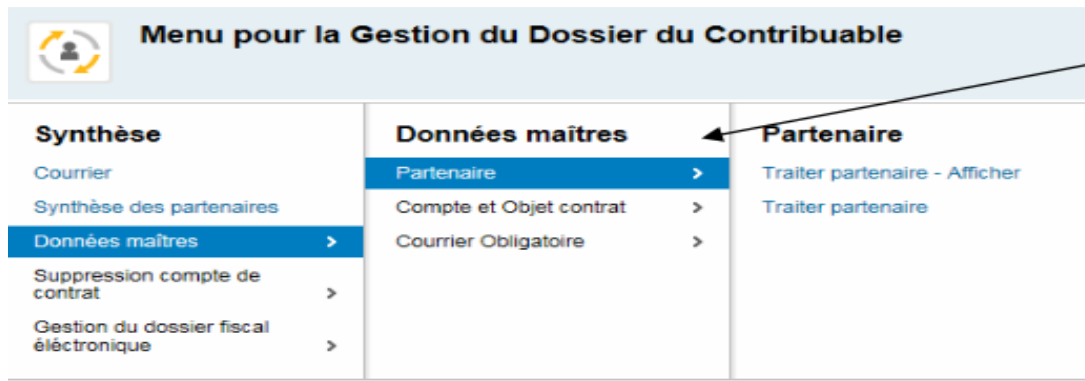 Menu pour la Gestion du Dossier du Contribuable
Synthèse
Courrier
Synthèse des partenaires
Données maîtres >
Suppression compte de
contrat >
Gestion du dossier fiscal
éléctronique >
Données maîtres
Partenaire >
Compte et Objet contrat >
Courrier Obligatoire >
Partenaire
Traiter partenaire - Afficher
Traiter partenaire